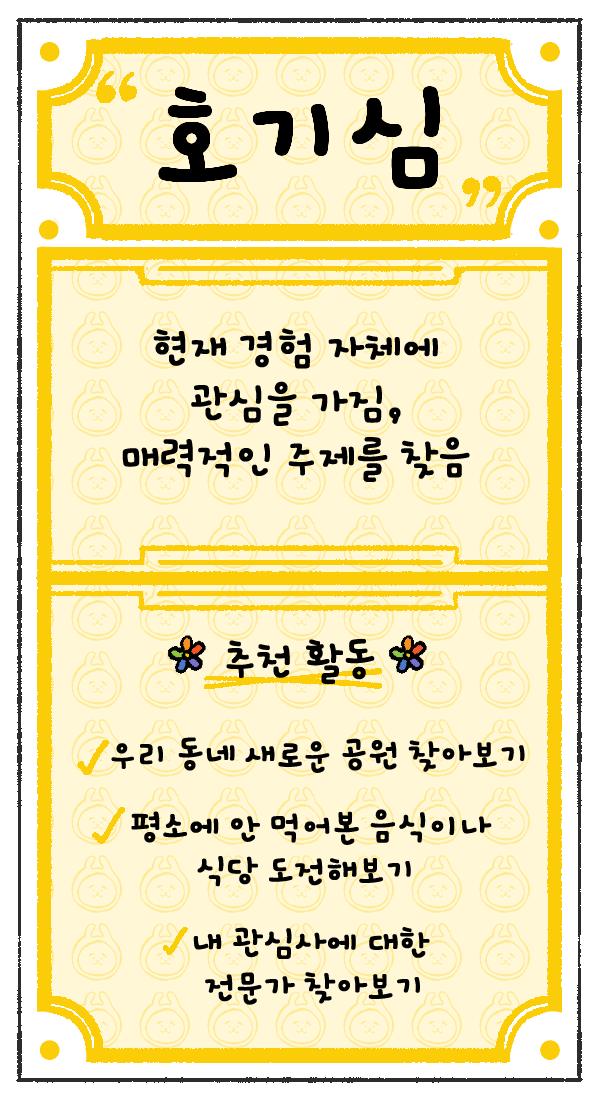 “호기심”
현재 경험 자체에
관심을 가짐,
매력적인 주제를 찾음
추천 활동
우리 동네 새로운 공원 찾아보기
평소에 안 먹어본 음식이나
식당 도전해보기
내 관심사에 대한
전문가 찾아보기